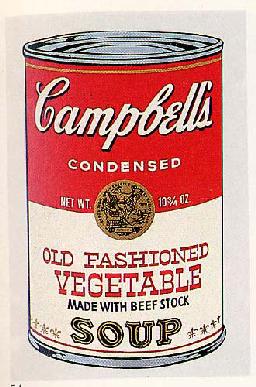 Campbell's
CONDENSED
NET WT. 10¾ OZ.
OLD FASHIONED
VEGETABLE
MADE WITH BEEF STOCK
SOUP